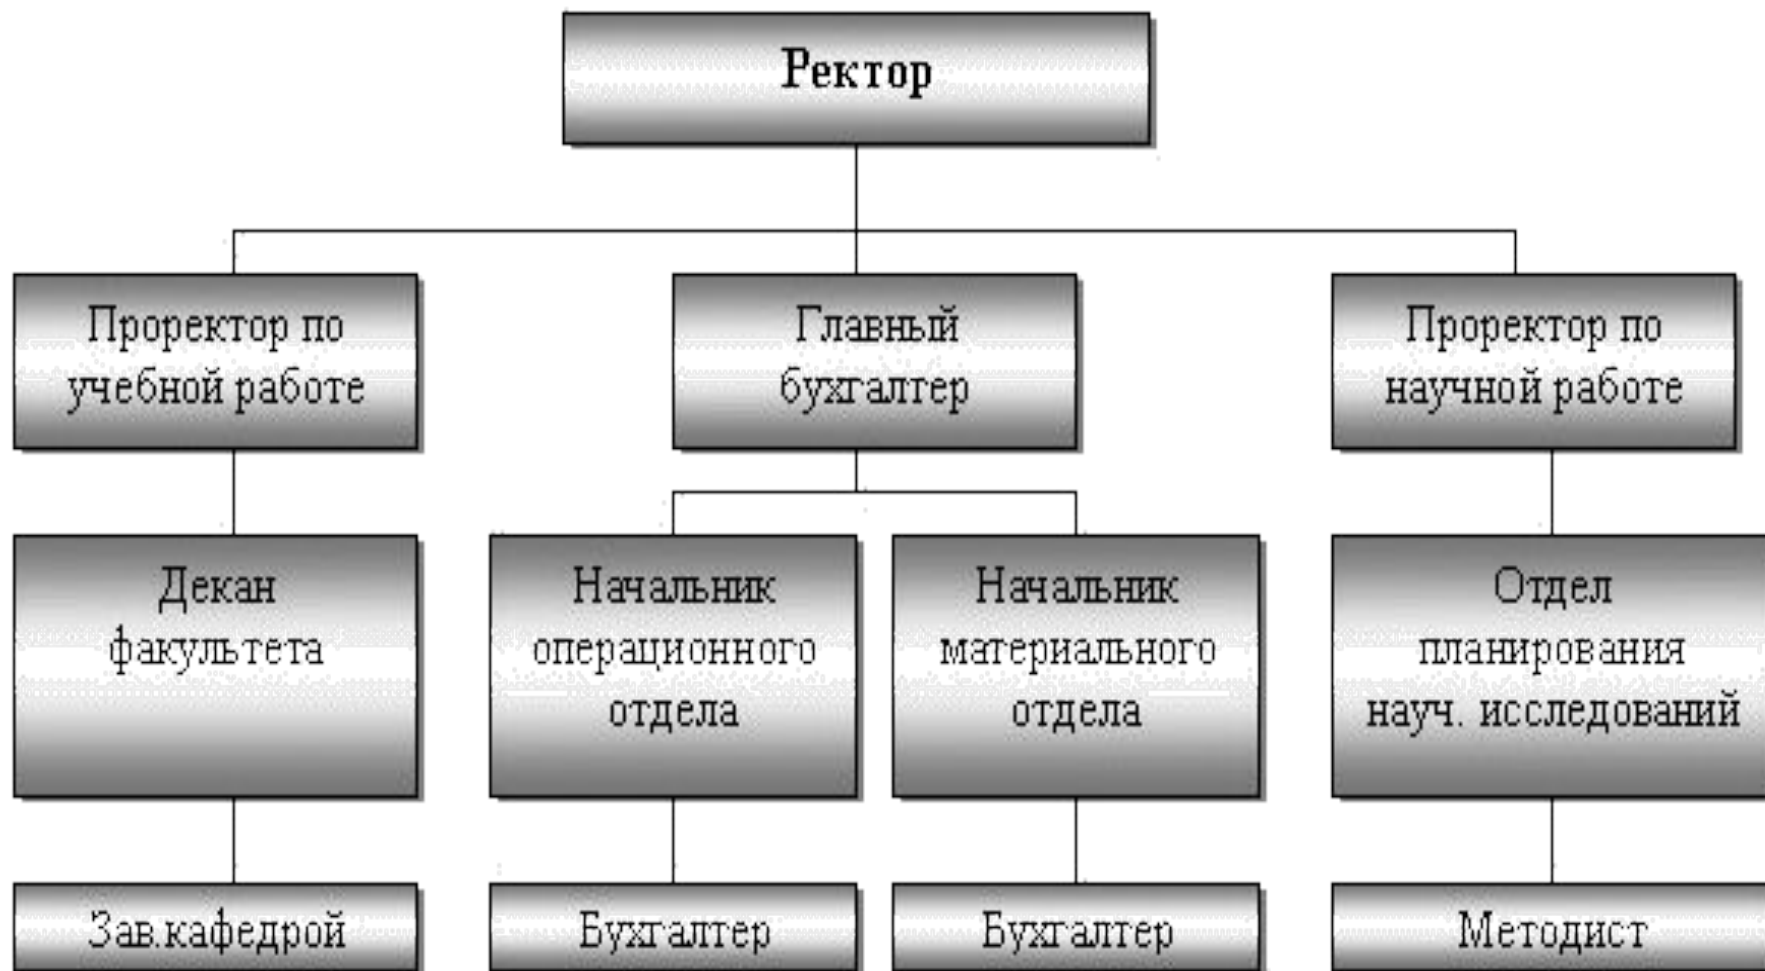 Ректор
Проректор по
учебной работе
Главный
бухгалтер
Проректор по
научной работе
Декан
факультета
Начальник
операционного
отдела
Начальник
материального
отдела
Отдел
планирования
науч. исследований
Зав.кафедрой
Бухгалтер
Бухгалтер
Методист